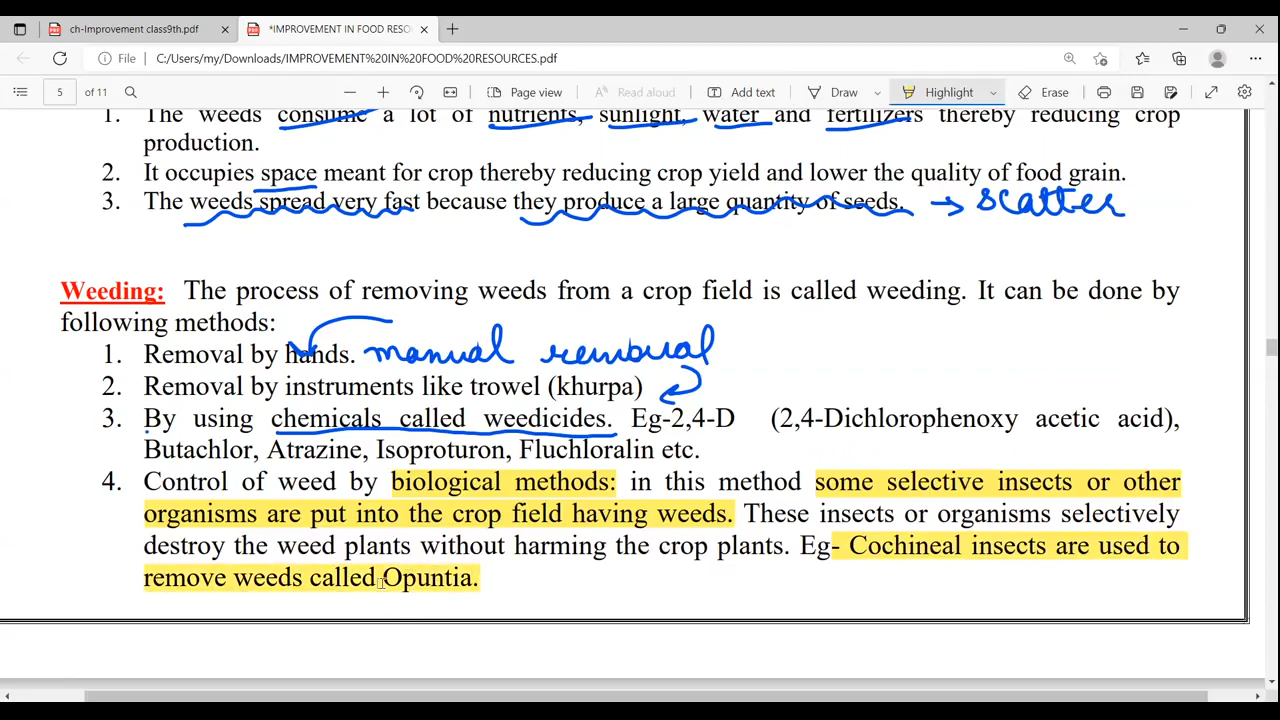 ch-Improvement class9th.pdf
*IMPROVEMENT IN FOOD RESO
File
C:/Users/my/Downloads/IMPROVEMENT%20IN%20FOOD%20RESOURCES.pdf
5 of 11 Page view Read aloud Add text Draw Highlight Erase
1. The weeds consume a lot of nutrients, sunlight, water and fertilizers thereby reducing crop
production.
2. It occupies space meant for crop thereby reducing crop yield and lower the quality of food grain.
3. The weeds spread very fast because they produce a large quantity of seeds. → scatter
Weeding: The process of removing weeds from a crop field is called weeding. It can be done by
following methods:
1. Removal by hands. manual removal
2. Removal by instruments like trowel (khurpa)
3. By using chemicals called weedicides. Eg-2,4-D (2,4-Dichlorophenoxy acetic acid),
Butachlor, Atrazine, Isoproturon, Fluchloralin etc.
4. Control of weed by biological methods: in this method some selective insects or other
organisms are put into the crop field having weeds. These insects or organisms selectively
destroy the weed plants without harming the crop plants. Eg- Cochineal insects are used to
remove weeds called Opuntia.